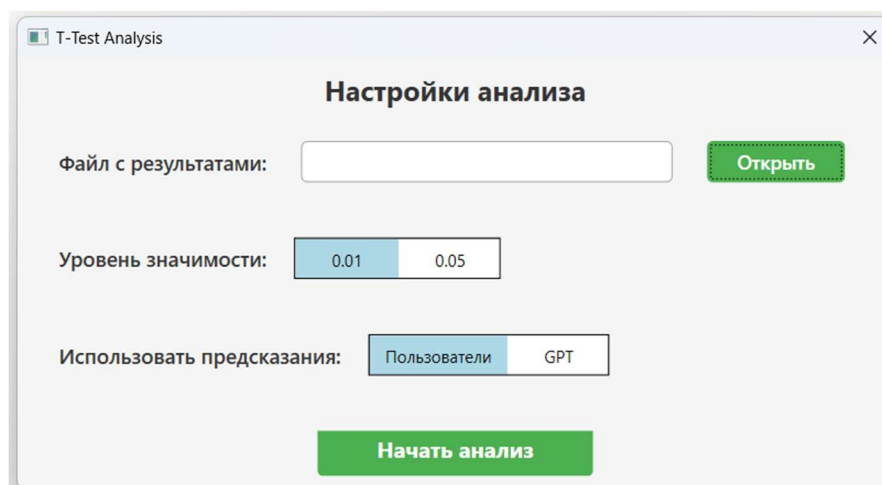 T-Test Analysis
Настройки анализа
Файл с результатами: Открыть
Уровень значимости: 0.01 0.05
Использовать предсказания: Пользователи GPT
Начать анализ